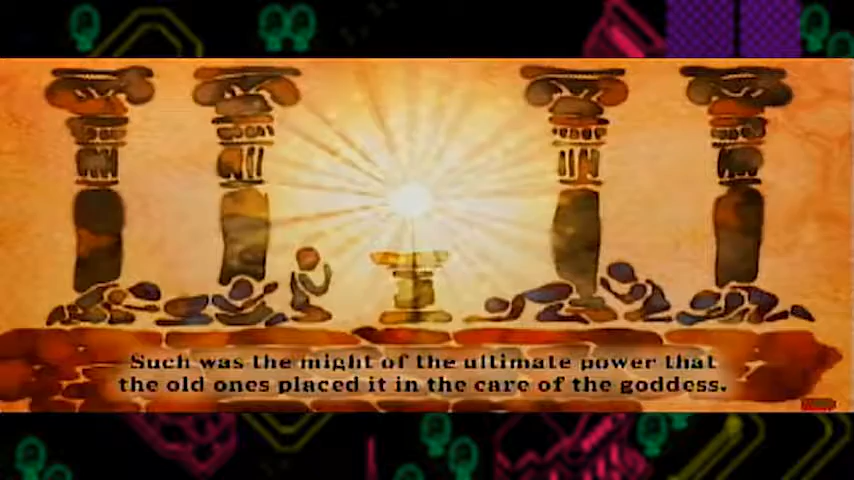 Such was the might of the ultimate power that
the old ones placed it in the care of the goddess.